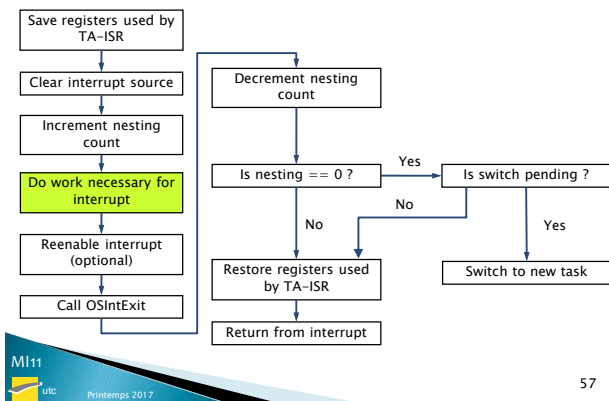 Save registers used by
TA-ISR
Clear interrupt source
Increment nesting
count
Do work necessary for
interrupt
Reenable interrupt
(optional)
Call OSIntExit
Decrement nesting
count
Is nesting == 0 ?
Yes
Is switch pending ?
No
No
Yes
Restore registers used
by TA-ISR
Switch to new task
Return from interrupt
MI11
utc
Printemps 2017
57